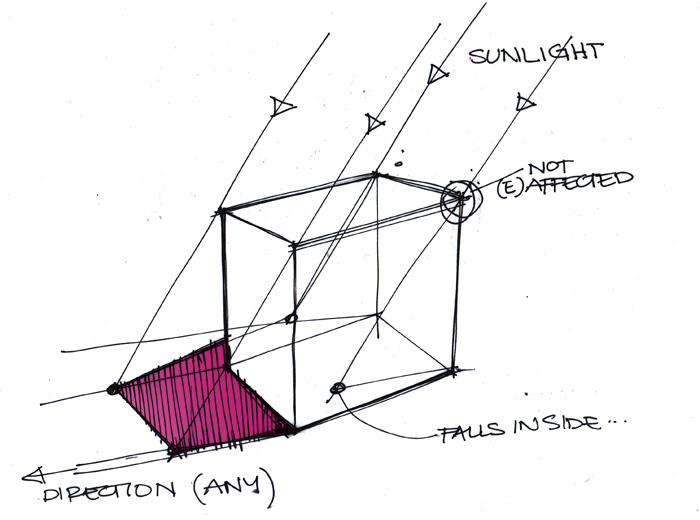 SUNLIGHT
NOT
(E) AFFECTED
FALLS INSIDE...
DIRECTION (ANY)